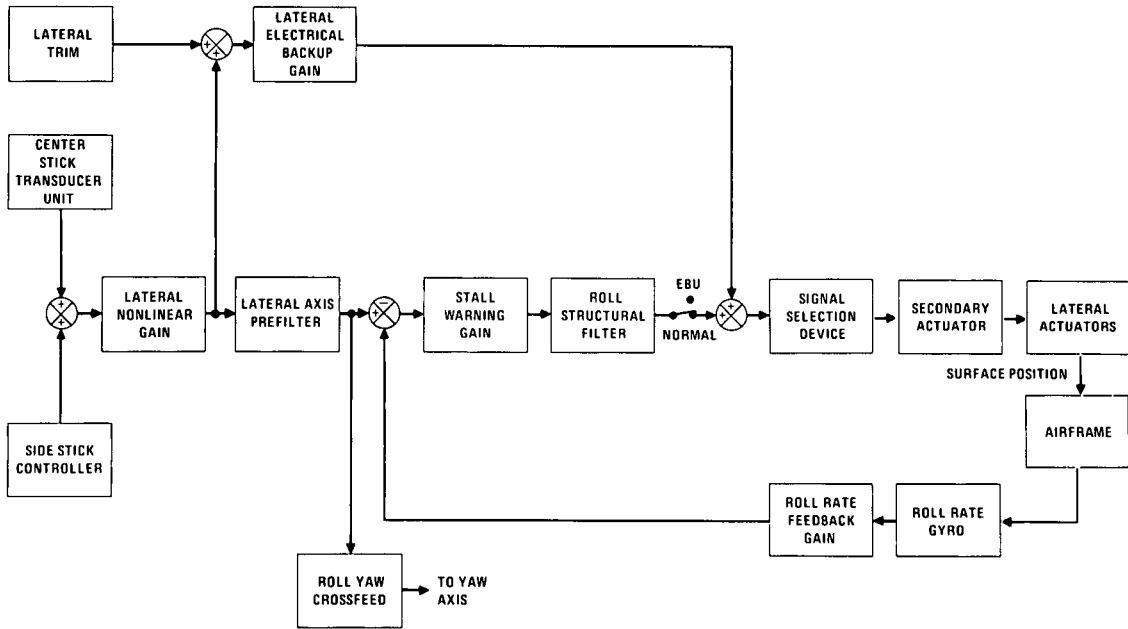 LATERAL
TRIM
+
+
LATERAL
ELECTRICAL
BACKUP
GAIN
CENTER
STICK
TRANSDUCER
UNIT
+
+
LATERAL
NONLINEAR
GAIN
LATERAL AXIS
PREFILTER
−
+
STALL
WARNING
GAIN
ROLL
STRUCTURAL
FILTER
EBU
NORMAL
+
+
SIGNAL
SELECTION
DEVICE
SECONDARY
ACTUATOR
LATERAL
ACTUATORS
SURFACE POSITION
AIRFRAME
SIDE STICK
CONTROLLER
ROLL RATE
FEEDBACK
GAIN
ROLL RATE
GYRO
ROLL YAW
CROSSFEED
TO YAW
AXIS